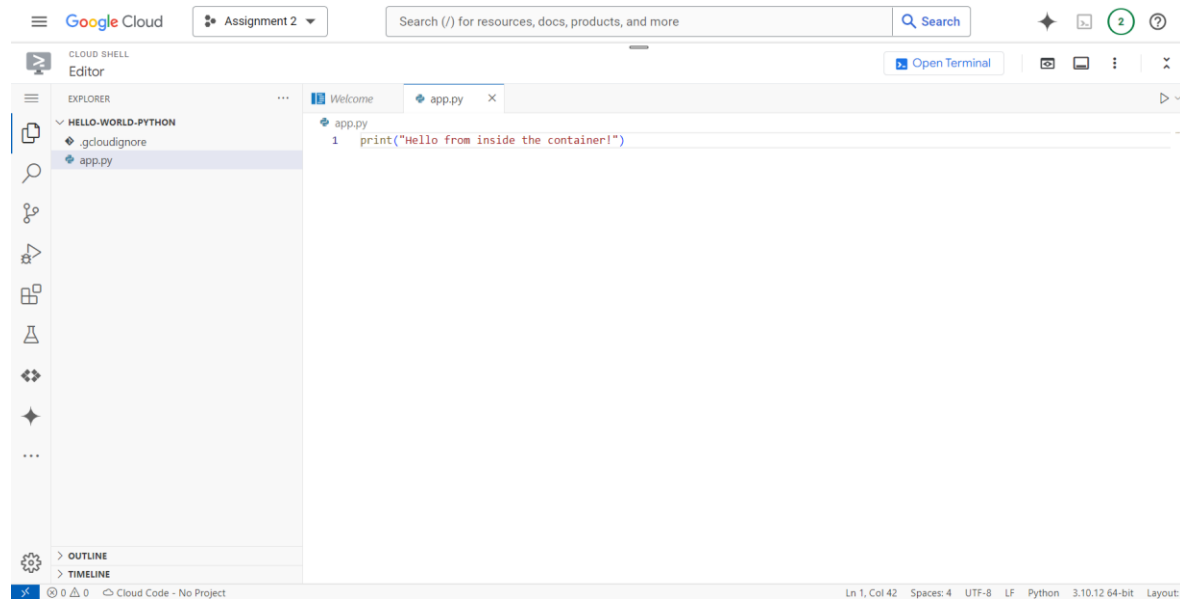 Google Cloud
Assignment 2
Search (/) for resources, docs, products, and more
Search
2
CLOUD SHELL
Editor
Open Terminal
EXPLORER
Welcome
app.py
HELLO-WORLD-PYTHON
.gcloudignore
app.py
app.py
1 print("Hello from inside the container!")
OUTLINE
TIMELINE
0 0 Cloud Code - No Project
Ln 1, Col 42 Spaces: 4 UTF-8 LF Python 3.10.12 64-bit Layout: